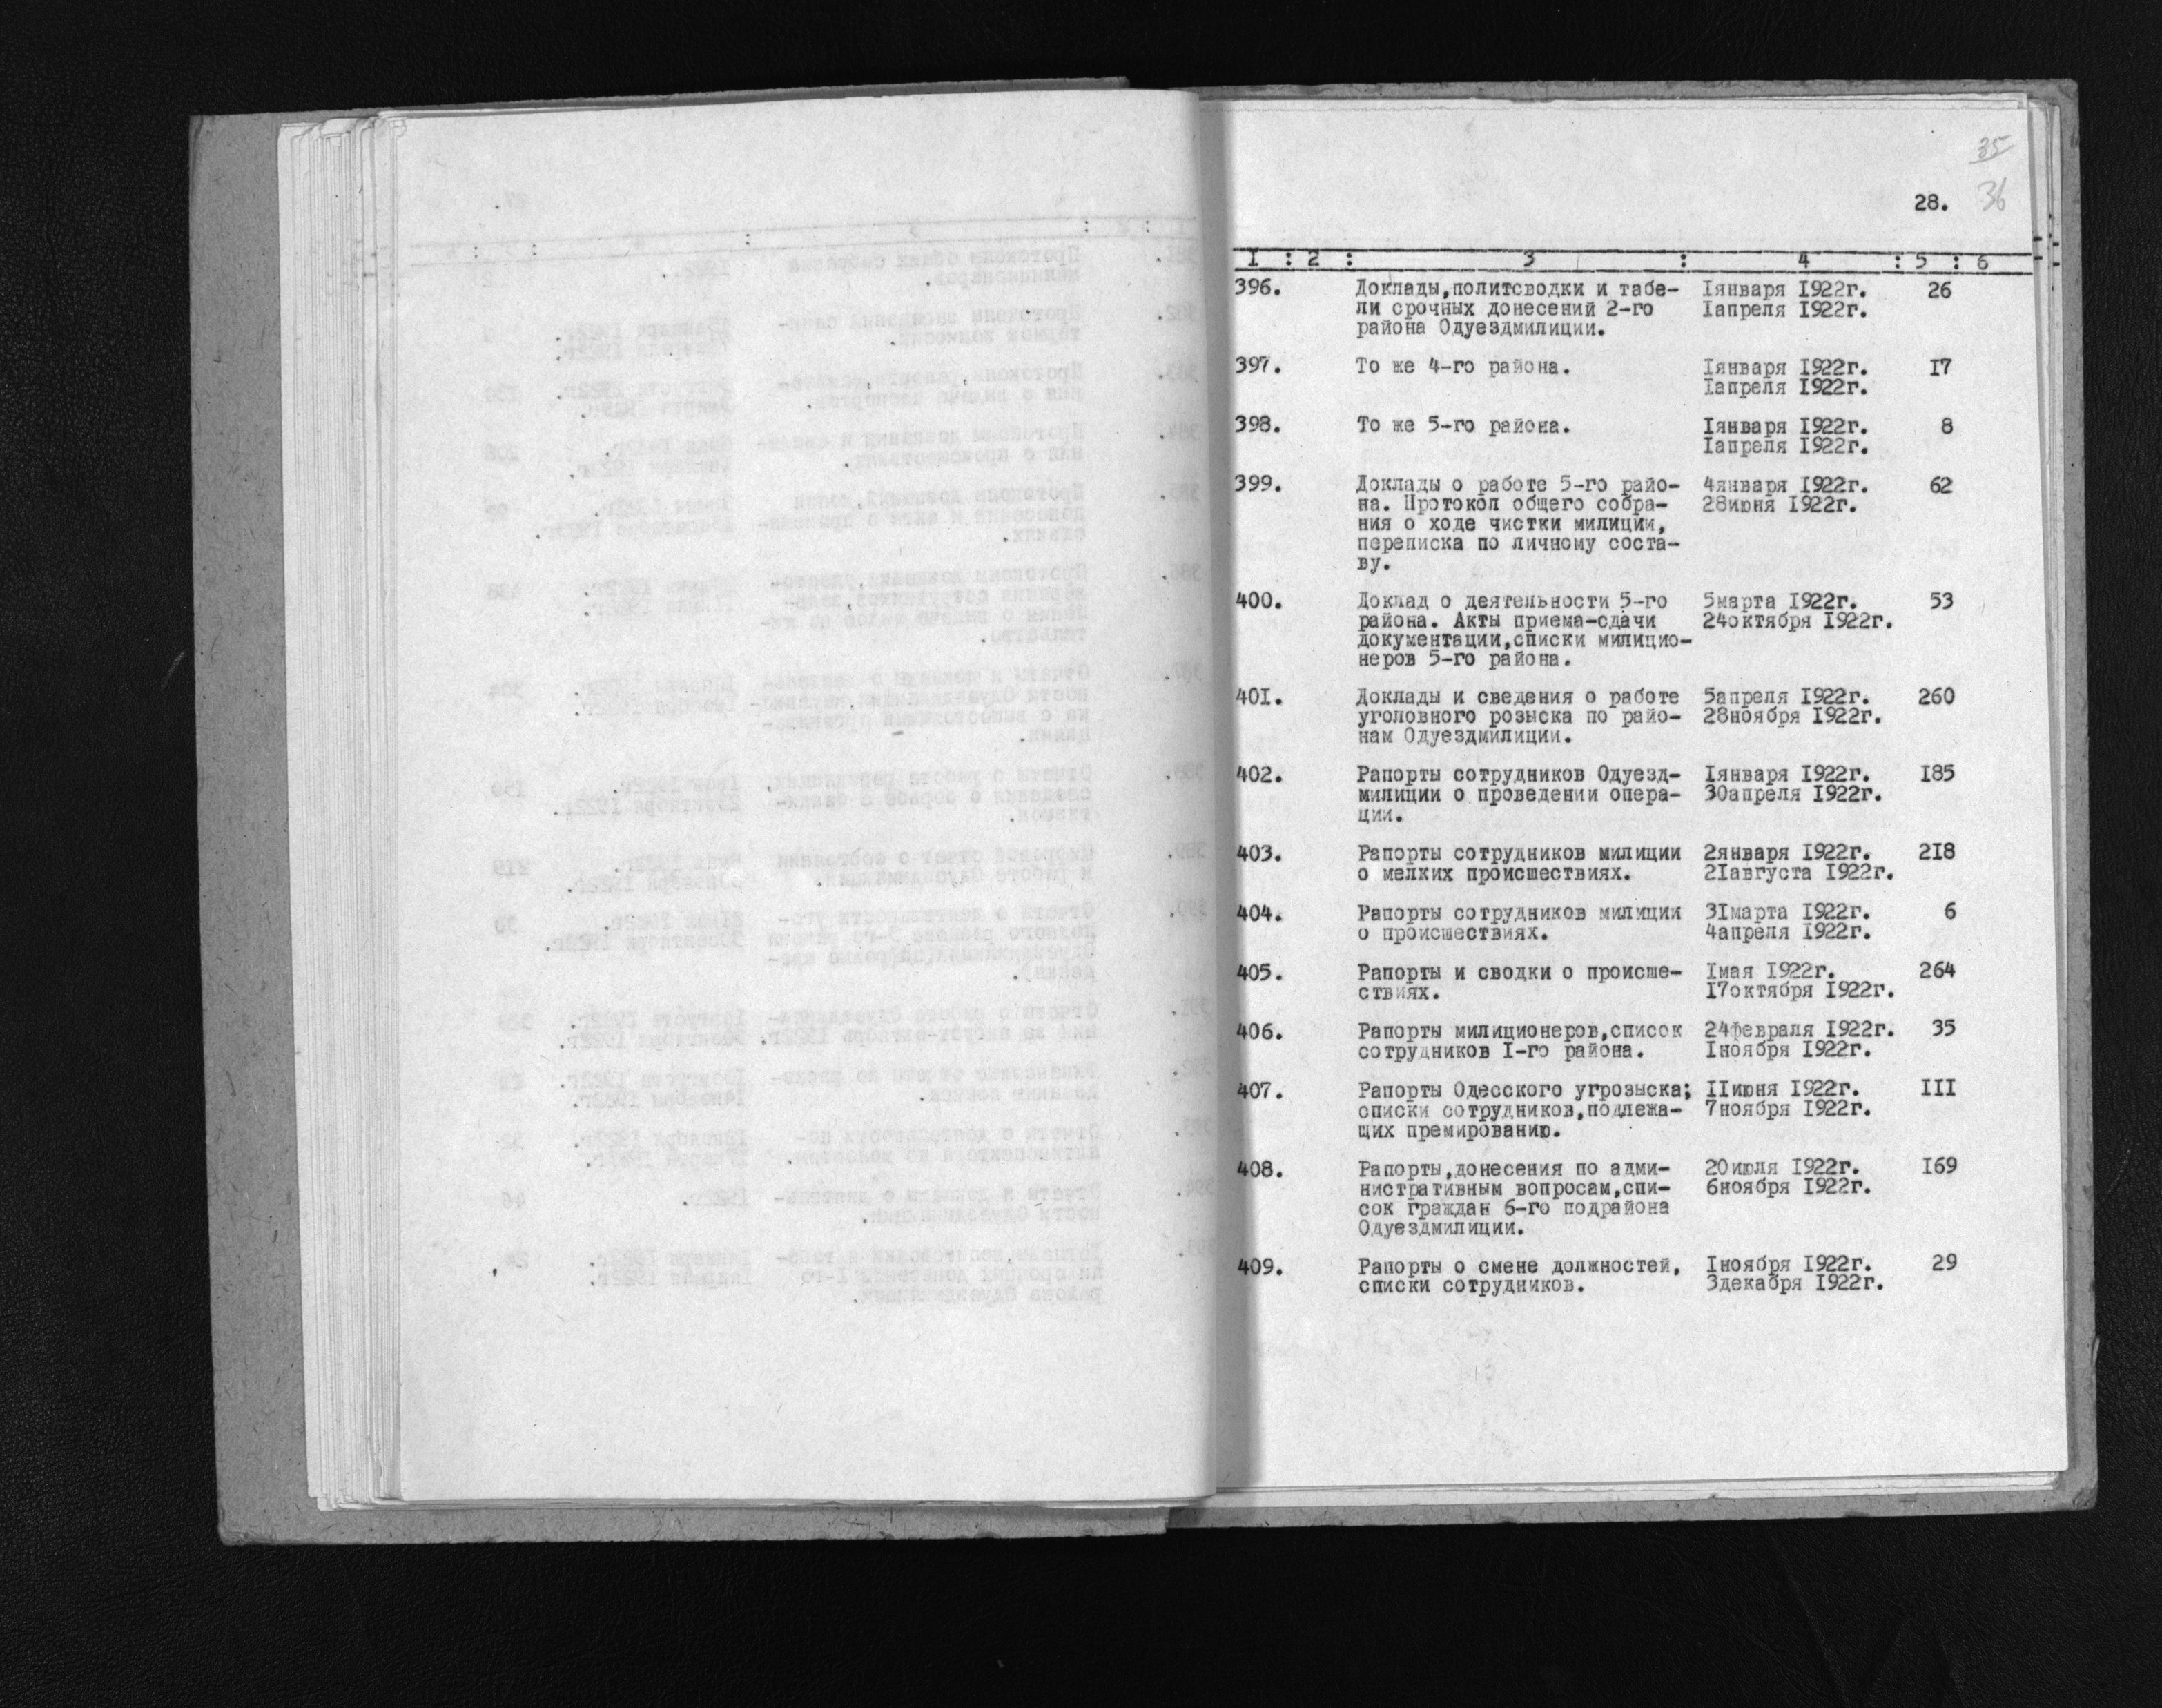 35
36
28.
I : 2 : 3 : 4 : 5 : 6
396. Доклады,политсводки и табе- Iянваря I922г. 26
ли срочных донесений 2-го Iапреля I922г.
района Одуездмилиции.
397. То же 4-го района. Iянваря I922г. I7
Iапреля I922г.
398. То же 5-го района. Iянваря I922г. 8
Iапреля I922г.
399. Доклады о работе 5-го райо- 4января I922г. 62
на. Протокол общего собра- 28июня I922г.
ния о ходе чистки милиции,
переписка по личному соста-
ву.
400. Доклад о деятельности 5-го 5марта I922г. 53
района. Акты приема-сдачи 24октября I922г.
документации,списки милицио-
неров 5-го района.
40I. Доклады и сведения о работе 5апреля I922г. 260
уголовного розыска по райо- 28ноября I922г.
нам Одуездмилиции.
402. Рапорты сотрудников Одуезд- Iянваря I922г. I85
милиции о проведении опера- 30апреля I922г.
ции.
403. Рапорты сотрудников милиции 2января I922г. 2I8
о мелких происшествиях. 2Iавгуста I922г.
404. Рапорты сотрудников милиции 3Iмарта I922г. 6
о происшествиях. 4апреля I922г.
405. Рапорты и сводки о происше- Iмая I922г. 264
ствиях. I7октября I922г.
406. Рапорты милиционеров,список 24февраля I922г. 35
сотрудников I-го района. Iноября I922г.
407. Рапорты Одесского угрозыска; IIиюня I922г. III
списки сотрудников,подлежа- 7ноября I922г.
щих премированию.
408. Рапорты,донесения по адми- 20июля I922г. I69
нистративным вопросам,спи- 6ноября I922г.
сок граждан 6-го подрайона
Одуездмилиции.
409. Рапорты о смене должностей, Iноября I922г. 29
списки сотрудников. 3декабря I922г.